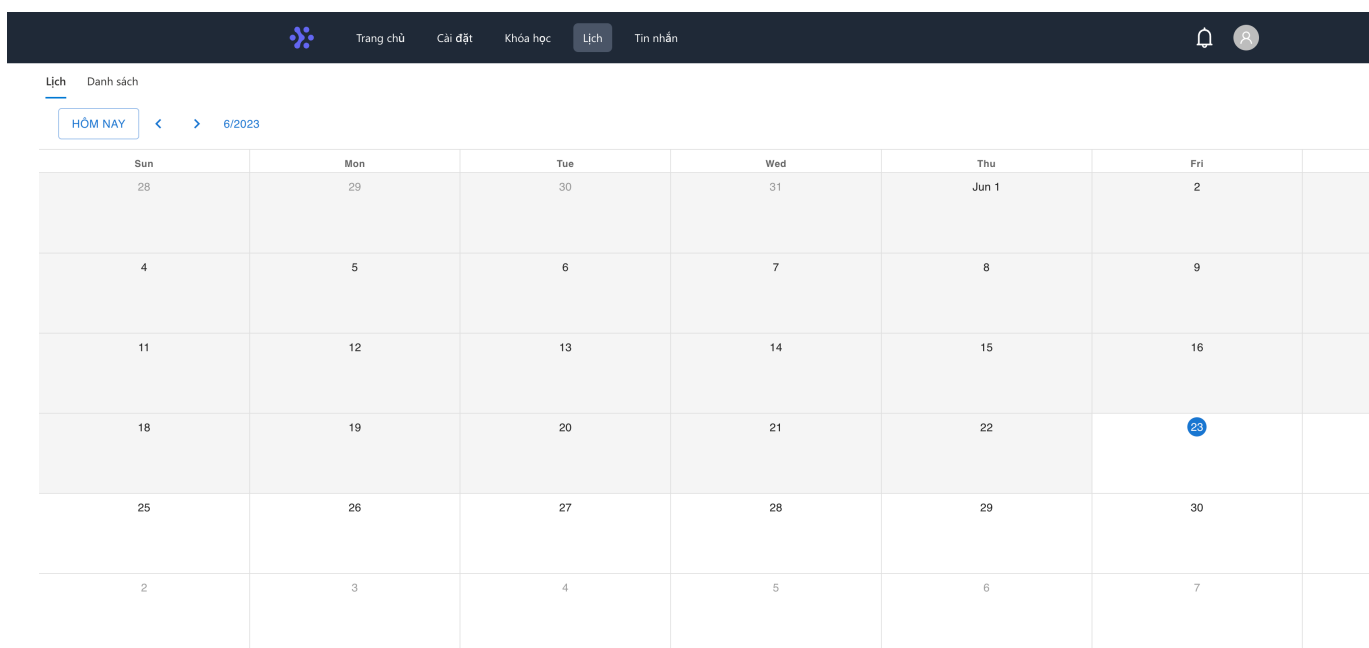 Trang chủ Cài đặt Khóa học Lịch Tin nhắn
Lịch Danh sách
HÔM NAY 6/2023
Sun Mon Tue Wed Thu Fri
28 29 30 31 Jun 1 2
4 5 6 7 8 9
11 12 13 14 15 16
18 19 20 21 22 23
25 26 27 28 29 30
2 3 4 5 6 7